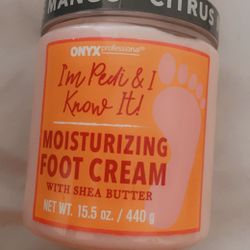 MANGO CITRUS
ONYX professional
I'm Pedi & I
Know It!
MOISTURIZING
FOOT CREAM
WITH SHEA BUTTER
NET WT. 15.5 oz. / 440 g